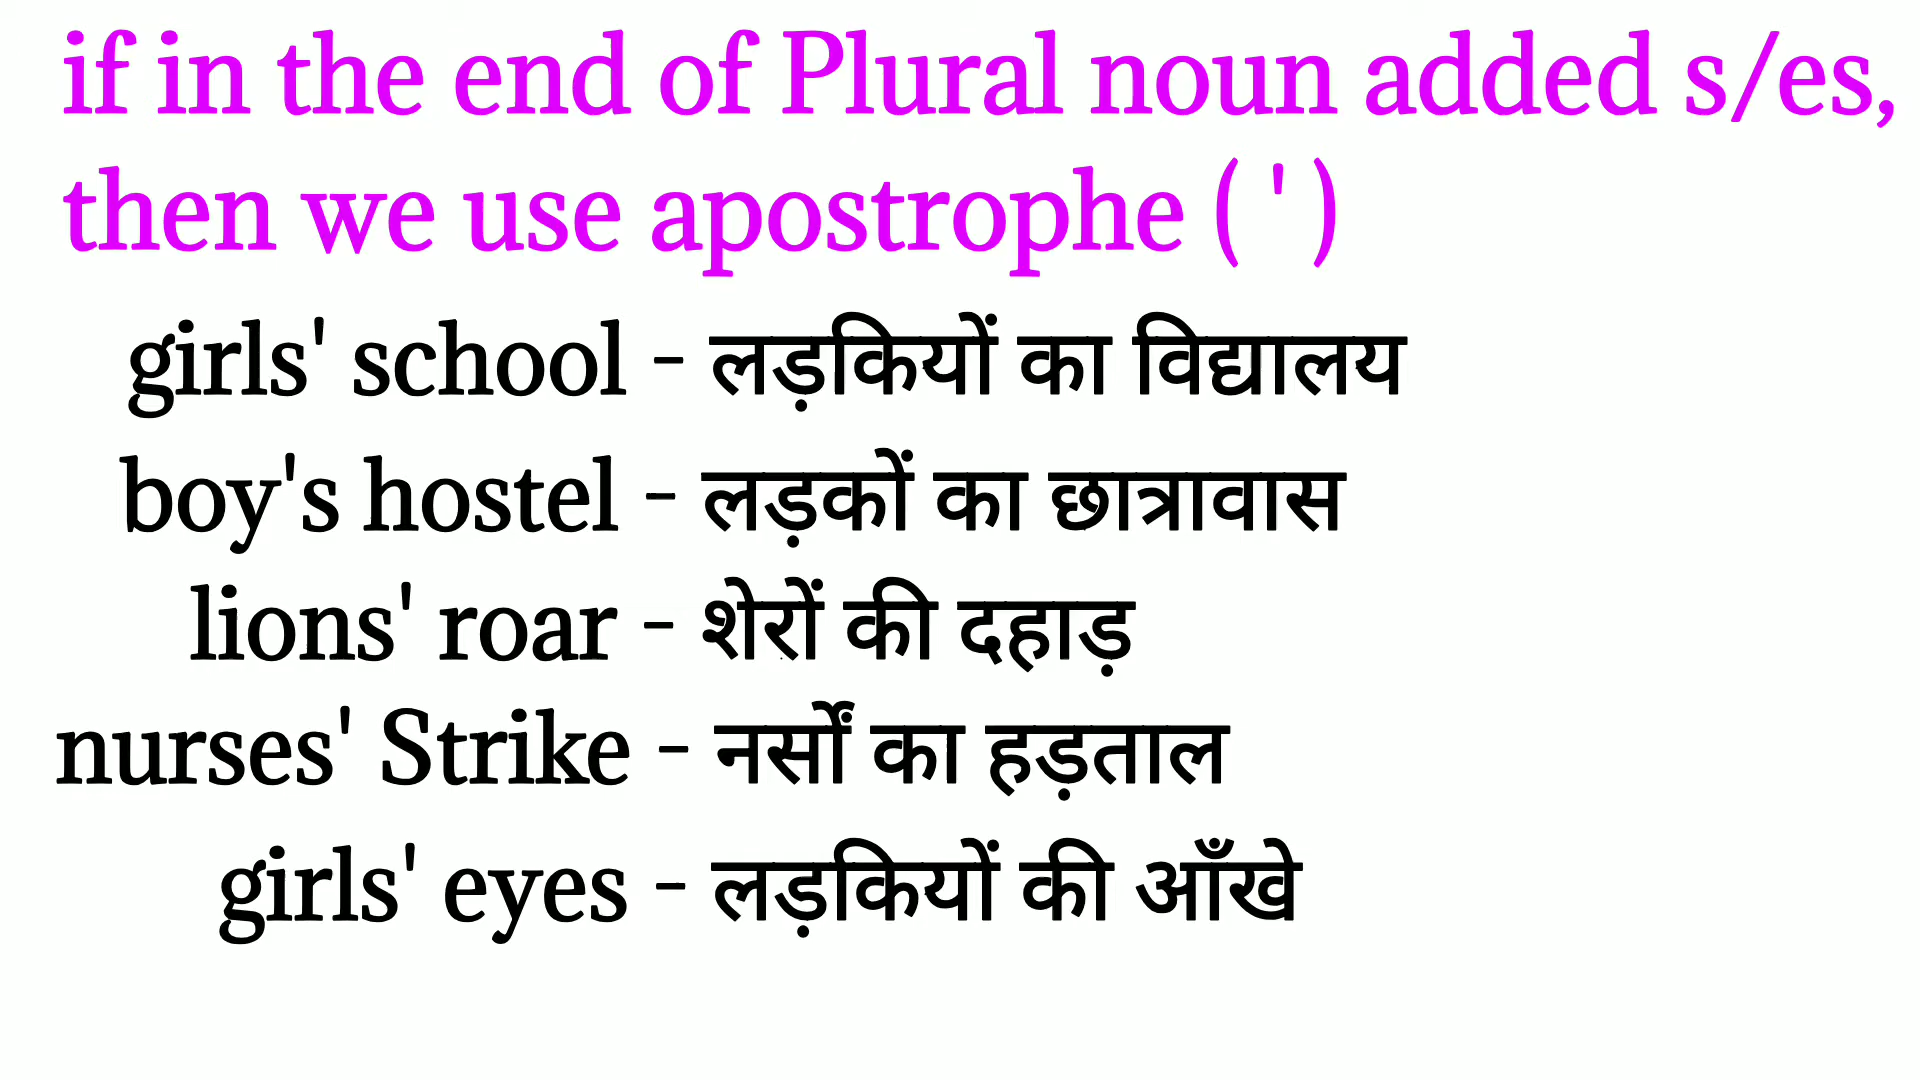 if in the end of Plural noun added s/es,
then we use apostrophe ( ' )
girls' school - लड़कियों का विद्यालय
boy's hostel - लड़कों का छात्रावास
lions' roar - शेरों की दहाड़
nurses' Strike - नर्सों का हड़ताल
girls' eyes - लड़कियों की आँखे